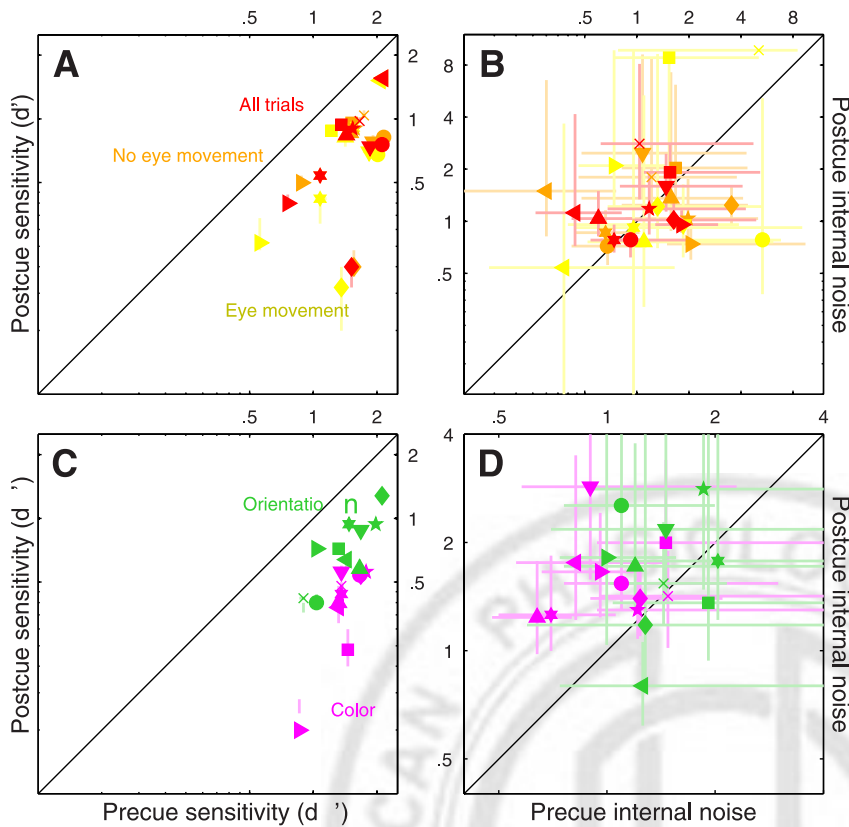 .5 1 2
.5 1 2 4 8
A
B
2
1
.5
8
4
2
1
.5
All trials
No eye movement
Eye movement
Postcue sensitivity (d')
Postcue internal noise
.5 1 2
.5 1 2 4
C
D
2
1
.5
4
2
1
.5
Orientatio n
Color
Postcue sensitivity (d ')
Postcue internal noise
Precue sensitivity (d ')
Precue internal noise